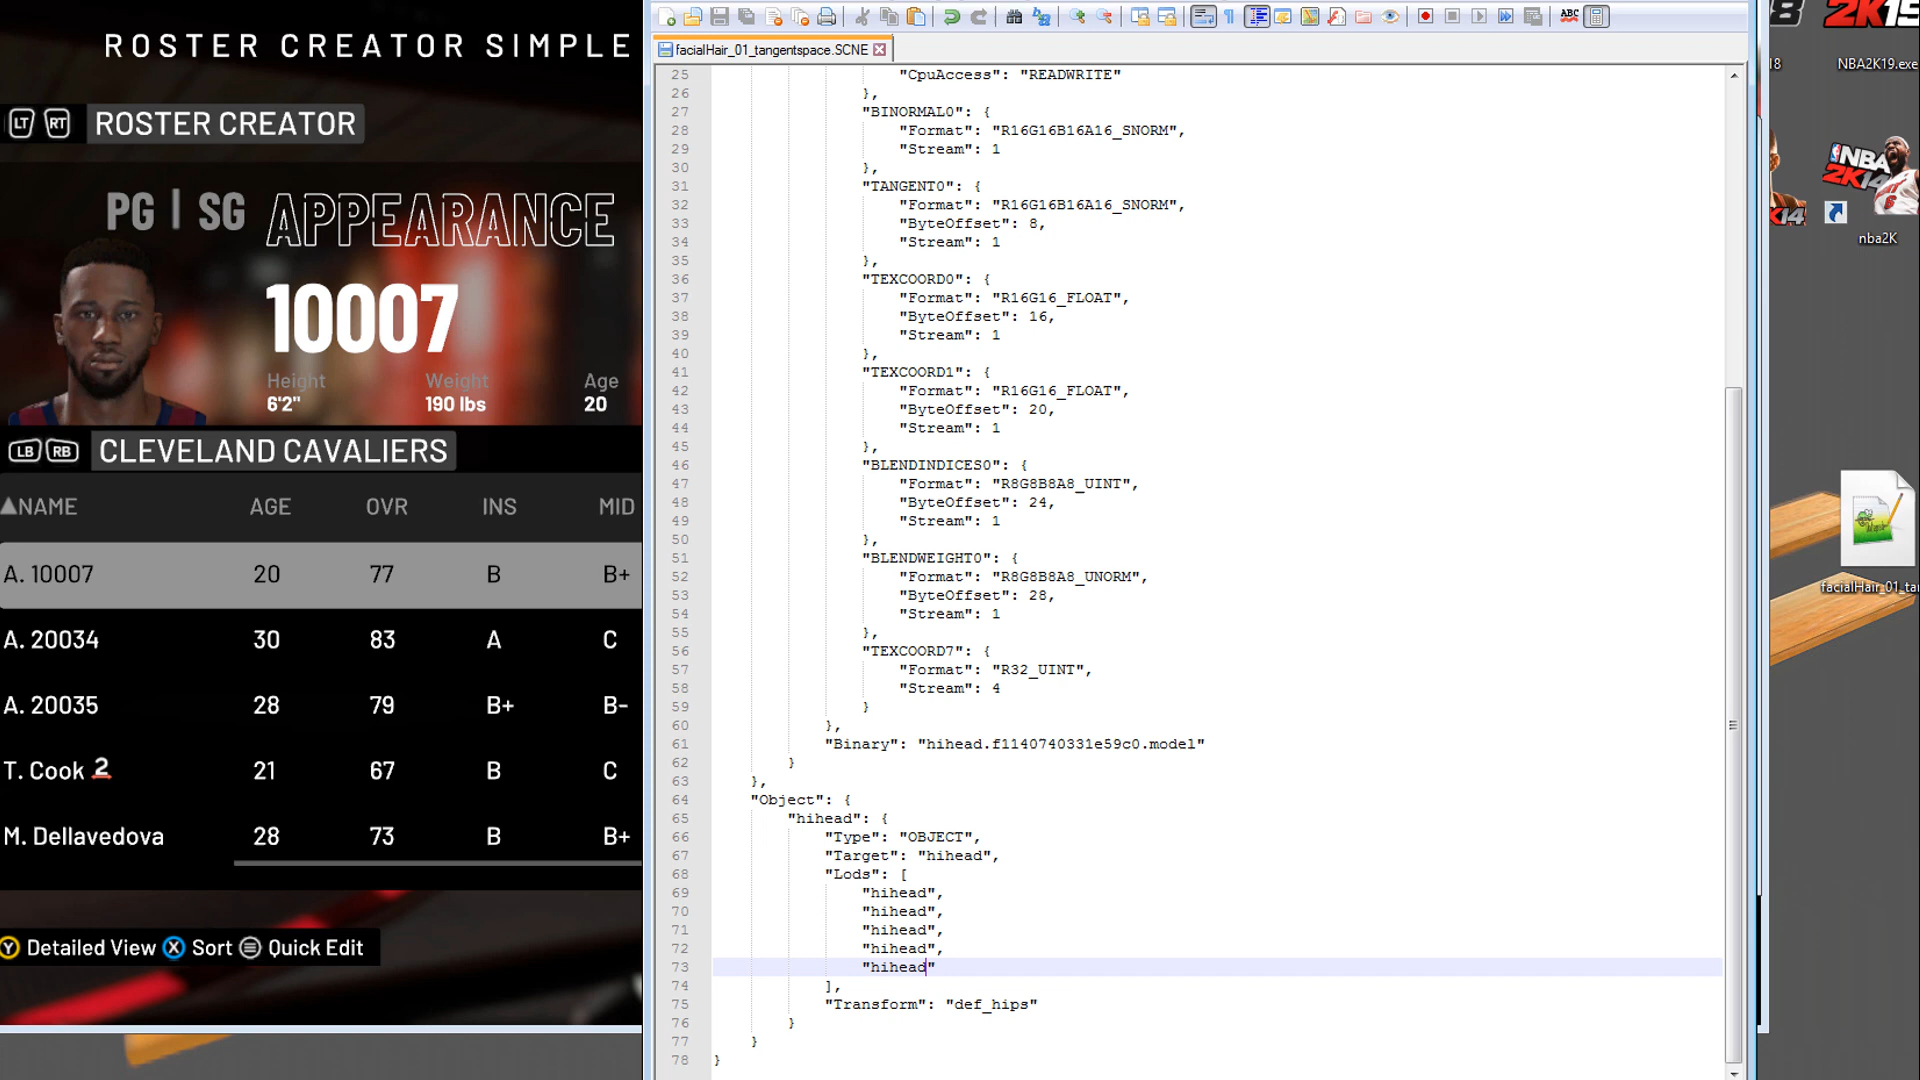 ROSTER CREATOR SIMPLE
LT RT ROSTER CREATOR
PG | SG APPEARANCE
10007
Height Weight Age
6'2" 190 lbs 20
LB RB CLEVELAND CAVALIERS
▲NAME AGE OVR INS MID
A. 10007 20 77 B B+
A. 20034 30 83 A C
A. 20035 28 79 B+ B-
T. Cook 2 21 67 B C
M. Dellavedova 28 73 B B+
Y Detailed View X Sort Quick Edit
facialHair_01_tangentspace.SCNE
25 "CpuAccess": "READWRITE"
26 },
27 "BINORMAL0": {
28 "Format": "R16G16B16A16_SNORM",
29 "Stream": 1
30 },
31 "TANGENT0": {
32 "Format": "R16G16B16A16_SNORM",
33 "ByteOffset": 8,
34 "Stream": 1
35 },
36 "TEXCOORD0": {
37 "Format": "R16G16_FLOAT",
38 "ByteOffset": 16,
39 "Stream": 1
40 },
41 "TEXCOORD1": {
42 "Format": "R16G16_FLOAT",
43 "ByteOffset": 20,
44 "Stream": 1
45 },
46 "BLENDINDICES0": {
47 "Format": "R8G8B8A8_UINT",
48 "ByteOffset": 24,
49 "Stream": 1
50 },
51 "BLENDWEIGHT0": {
52 "Format": "R8G8B8A8_UNORM",
53 "ByteOffset": 28,
54 "Stream": 1
55 },
56 "TEXCOORD7": {
57 "Format": "R32_UINT",
58 "Stream": 4
59 }
60 },
61 "Binary": "hihead.f1140740331e59c0.model"
62 }
63 },
64 "Object": {
65 "hihead": {
66 "Type": "OBJECT",
67 "Target": "hihead",
68 "Lods": [
69 "hihead",
70 "hihead",
71 "hihead",
72 "hihead",
73 "hihead"
74 ],
75 "Transform": "def_hips"
76 }
77 }
78 }
8 2K19
18 NBA2K19.exe
NBA
2K14
K14
nba2K
facialHair_01_ta